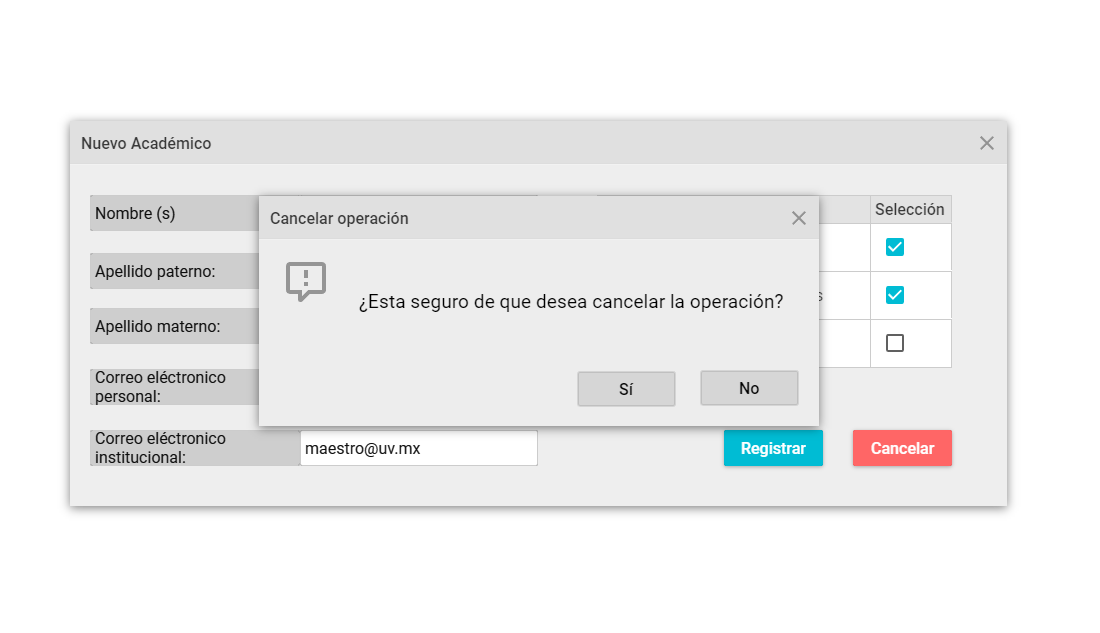 Nuevo Académico
Nombre (s)
Selección
Cancelar operación
Apellido paterno:
¿Esta seguro de que desea cancelar la operación?
Apellido materno:
Correo eléctronico
personal:
Sí
No
Correo eléctronico
institucional:
maestro@uv.mx
Registrar
Cancelar